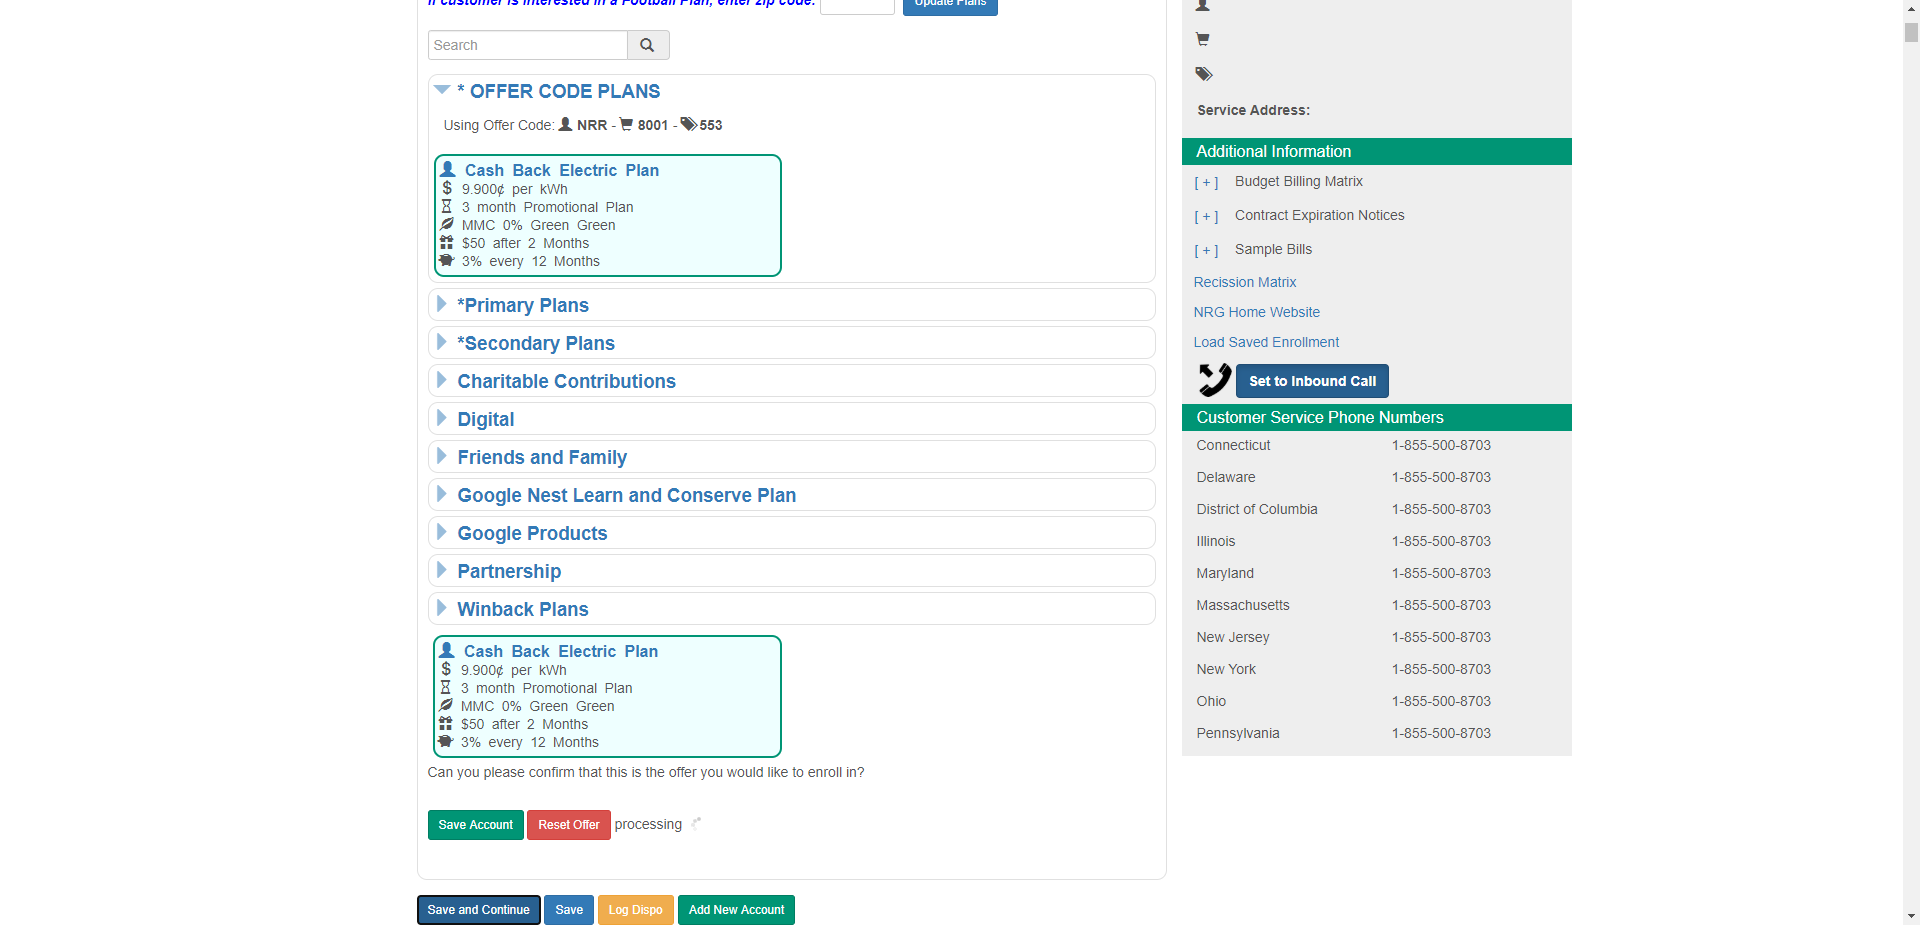 If customer is interested in a Football Plan, enter zip code:
Update Plans
Search
* OFFER CODE PLANS
Using Offer Code: NRR - 8001 - 553
Cash Back Electric Plan
$ 9.900¢ per kWh
3 month Promotional Plan
MMC 0% Green Green
$50 after 2 Months
3% every 12 Months
*Primary Plans
*Secondary Plans
Charitable Contributions
Digital
Friends and Family
Google Nest Learn and Conserve Plan
Google Products
Partnership
Winback Plans
Cash Back Electric Plan
$ 9.900¢ per kWh
3 month Promotional Plan
MMC 0% Green Green
$50 after 2 Months
3% every 12 Months
Can you please confirm that this is the offer you would like to enroll in?
Save Account Reset Offer processing
Save and Continue Save Log Dispo Add New Account
Service Address:
Additional Information
[ + ] Budget Billing Matrix
[ + ] Contract Expiration Notices
[ + ] Sample Bills
Recission Matrix
NRG Home Website
Load Saved Enrollment
Set to Inbound Call
Customer Service Phone Numbers
Connecticut 1-855-500-8703
Delaware 1-855-500-8703
District of Columbia 1-855-500-8703
Illinois 1-855-500-8703
Maryland 1-855-500-8703
Massachusetts 1-855-500-8703
New Jersey 1-855-500-8703
New York 1-855-500-8703
Ohio 1-855-500-8703
Pennsylvania 1-855-500-8703